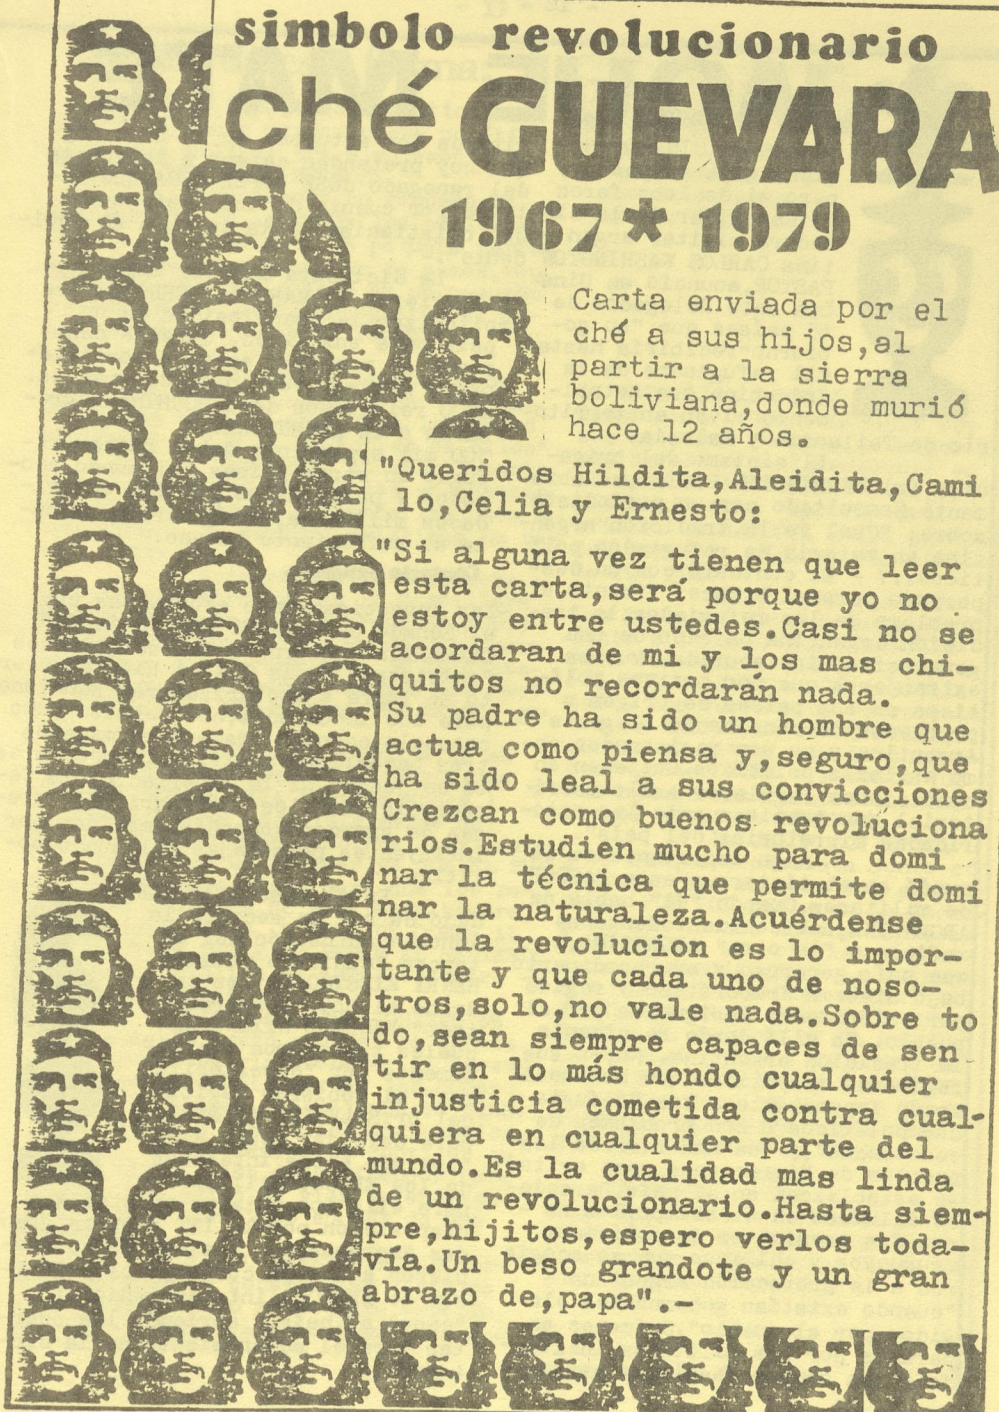 simbolo revolucionario
ché GUEVARA
1967 * 1979
Carta enviada por el
ché a sus hijos,al
partir a la sierra
boliviana,donde murió
hace 12 años.
"Queridos Hildita,Aleidita,Cami
lo,Celia y Ernesto:
"Si alguna vez tienen que leer
esta carta,será porque yo no
estoy entre ustedes.Casi no se
acordaran de mi y los mas chi-
quitos no recordarán nada.
Su padre ha sido un hombre que
actua como piensa y,seguro,que
ha sido leal a sus convicciones
Crezcan como buenos revoluciona
rios.Estudien mucho para domi
nar la técnica que permite domi
nar la naturaleza.Acuérdense
que la revolucion es lo impor-
tante y que cada uno de noso-
tros,solo,no vale nada.Sobre to
do,sean siempre capaces de sen
tir en lo más hondo cualquier
injusticia cometida contra cual-
quiera en cualquier parte del
mundo.Es la cualidad mas linda
de un revolucionario.Hasta siem-
pre,hijitos,espero verlos toda-
vía.Un beso grandote y un gran
abrazo de,papa".-